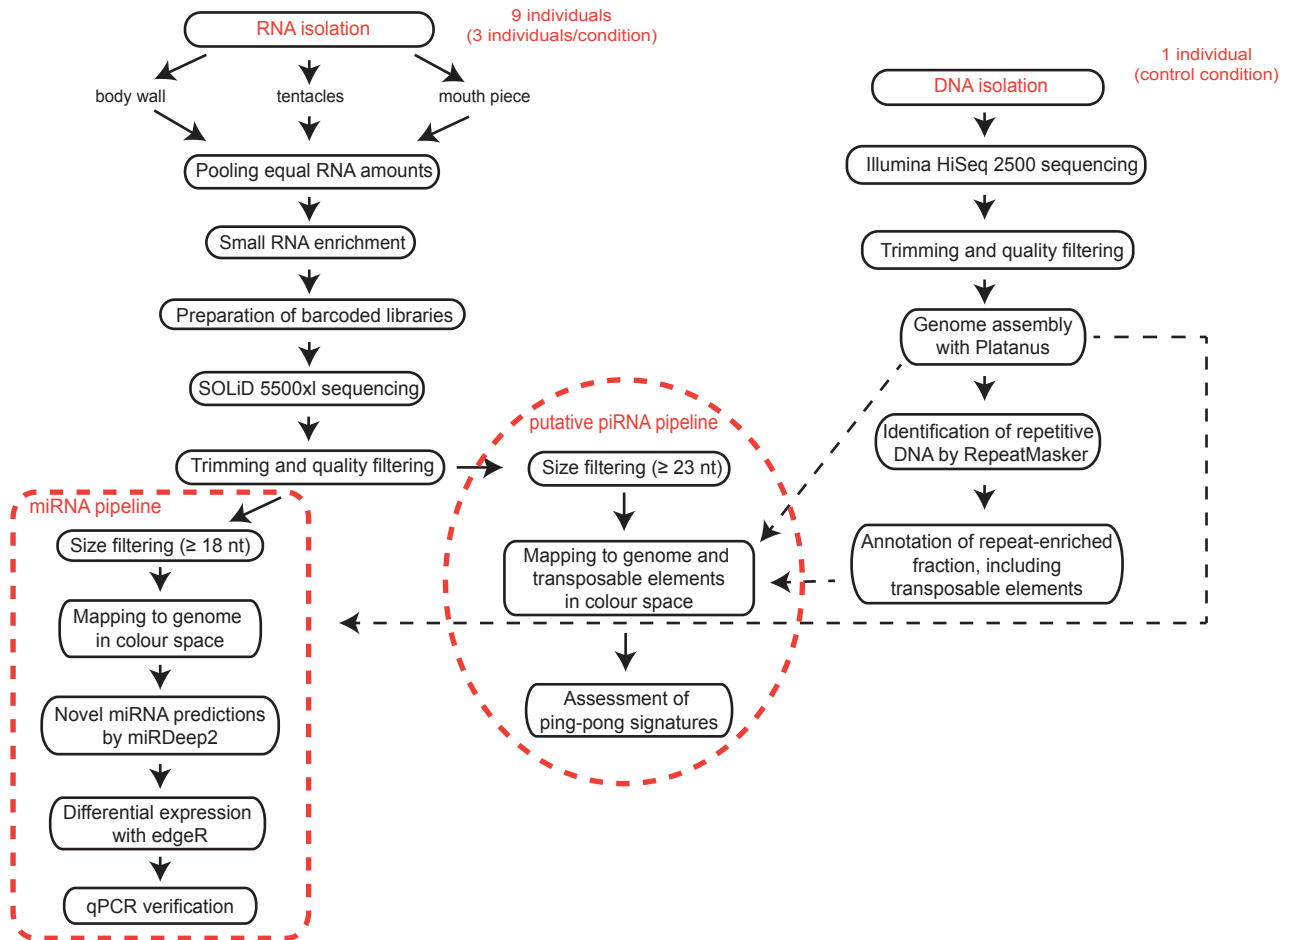 RNA isolation
9 individuals
(3 individuals/condition)
body wall
tentacles
mouth piece
Pooling equal RNA amounts
Small RNA enrichment
Preparation of barcoded libraries
SOLiD 5500xl sequencing
Trimming and quality filtering
miRNA pipeline
Size filtering (≥ 18 nt)
Mapping to genome
in colour space
Novel miRNA predictions
by miRDeep2
Differential expression
with edgeR
qPCR verification
putative piRNA pipeline
Size filtering (≥ 23 nt)
Mapping to genome and
transposable elements
in colour space
Assessment of
ping-pong signatures
1 individual
(control condition)
DNA isolation
Illumina HiSeq 2500 sequencing
Trimming and quality filtering
Genome assembly
with Platanus
Identification of repetitive
DNA by RepeatMasker
Annotation of repeat-enriched
fraction, including
transposable elements